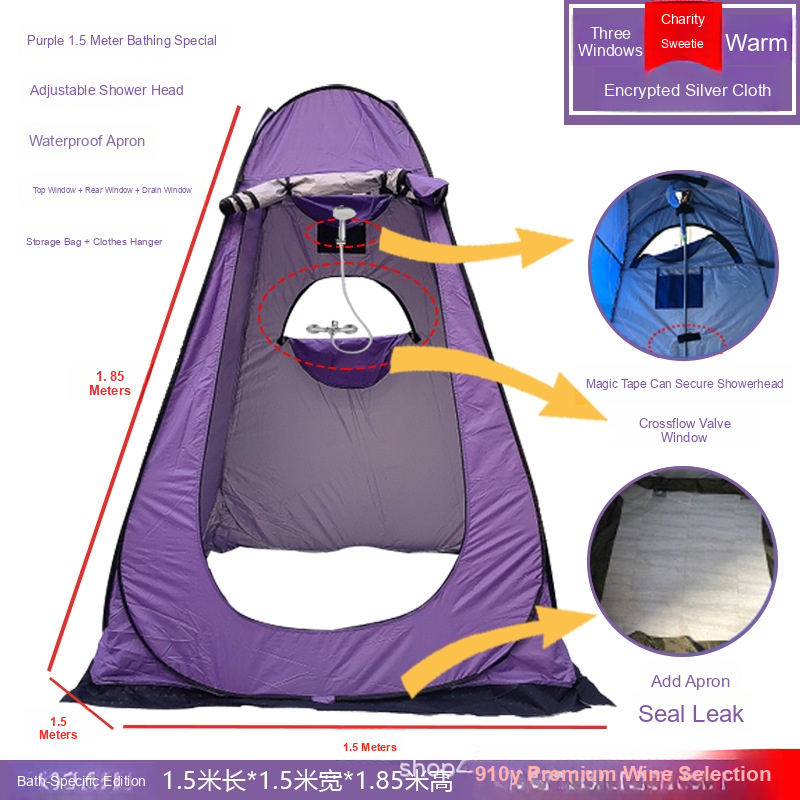 Purple 1.5 Meter Bathing Special
Adjustable Shower Head
Waterproof Apron
Top Window + Rear Window + Drain Window
Storage Bag + Clothes Hanger
Three
Windows
Charity
Sweetie
Warm
Encrypted Silver Cloth
1. 85
Meters
Magic Tape Can Secure Showerhead
Crossflow Valve
Window
Add Apron
Seal Leak
1.5
Meters
1.5 Meters
Bath-Specific Edition
1.5米长*1.5米宽*1.85米高
910y Premium Wine Selection